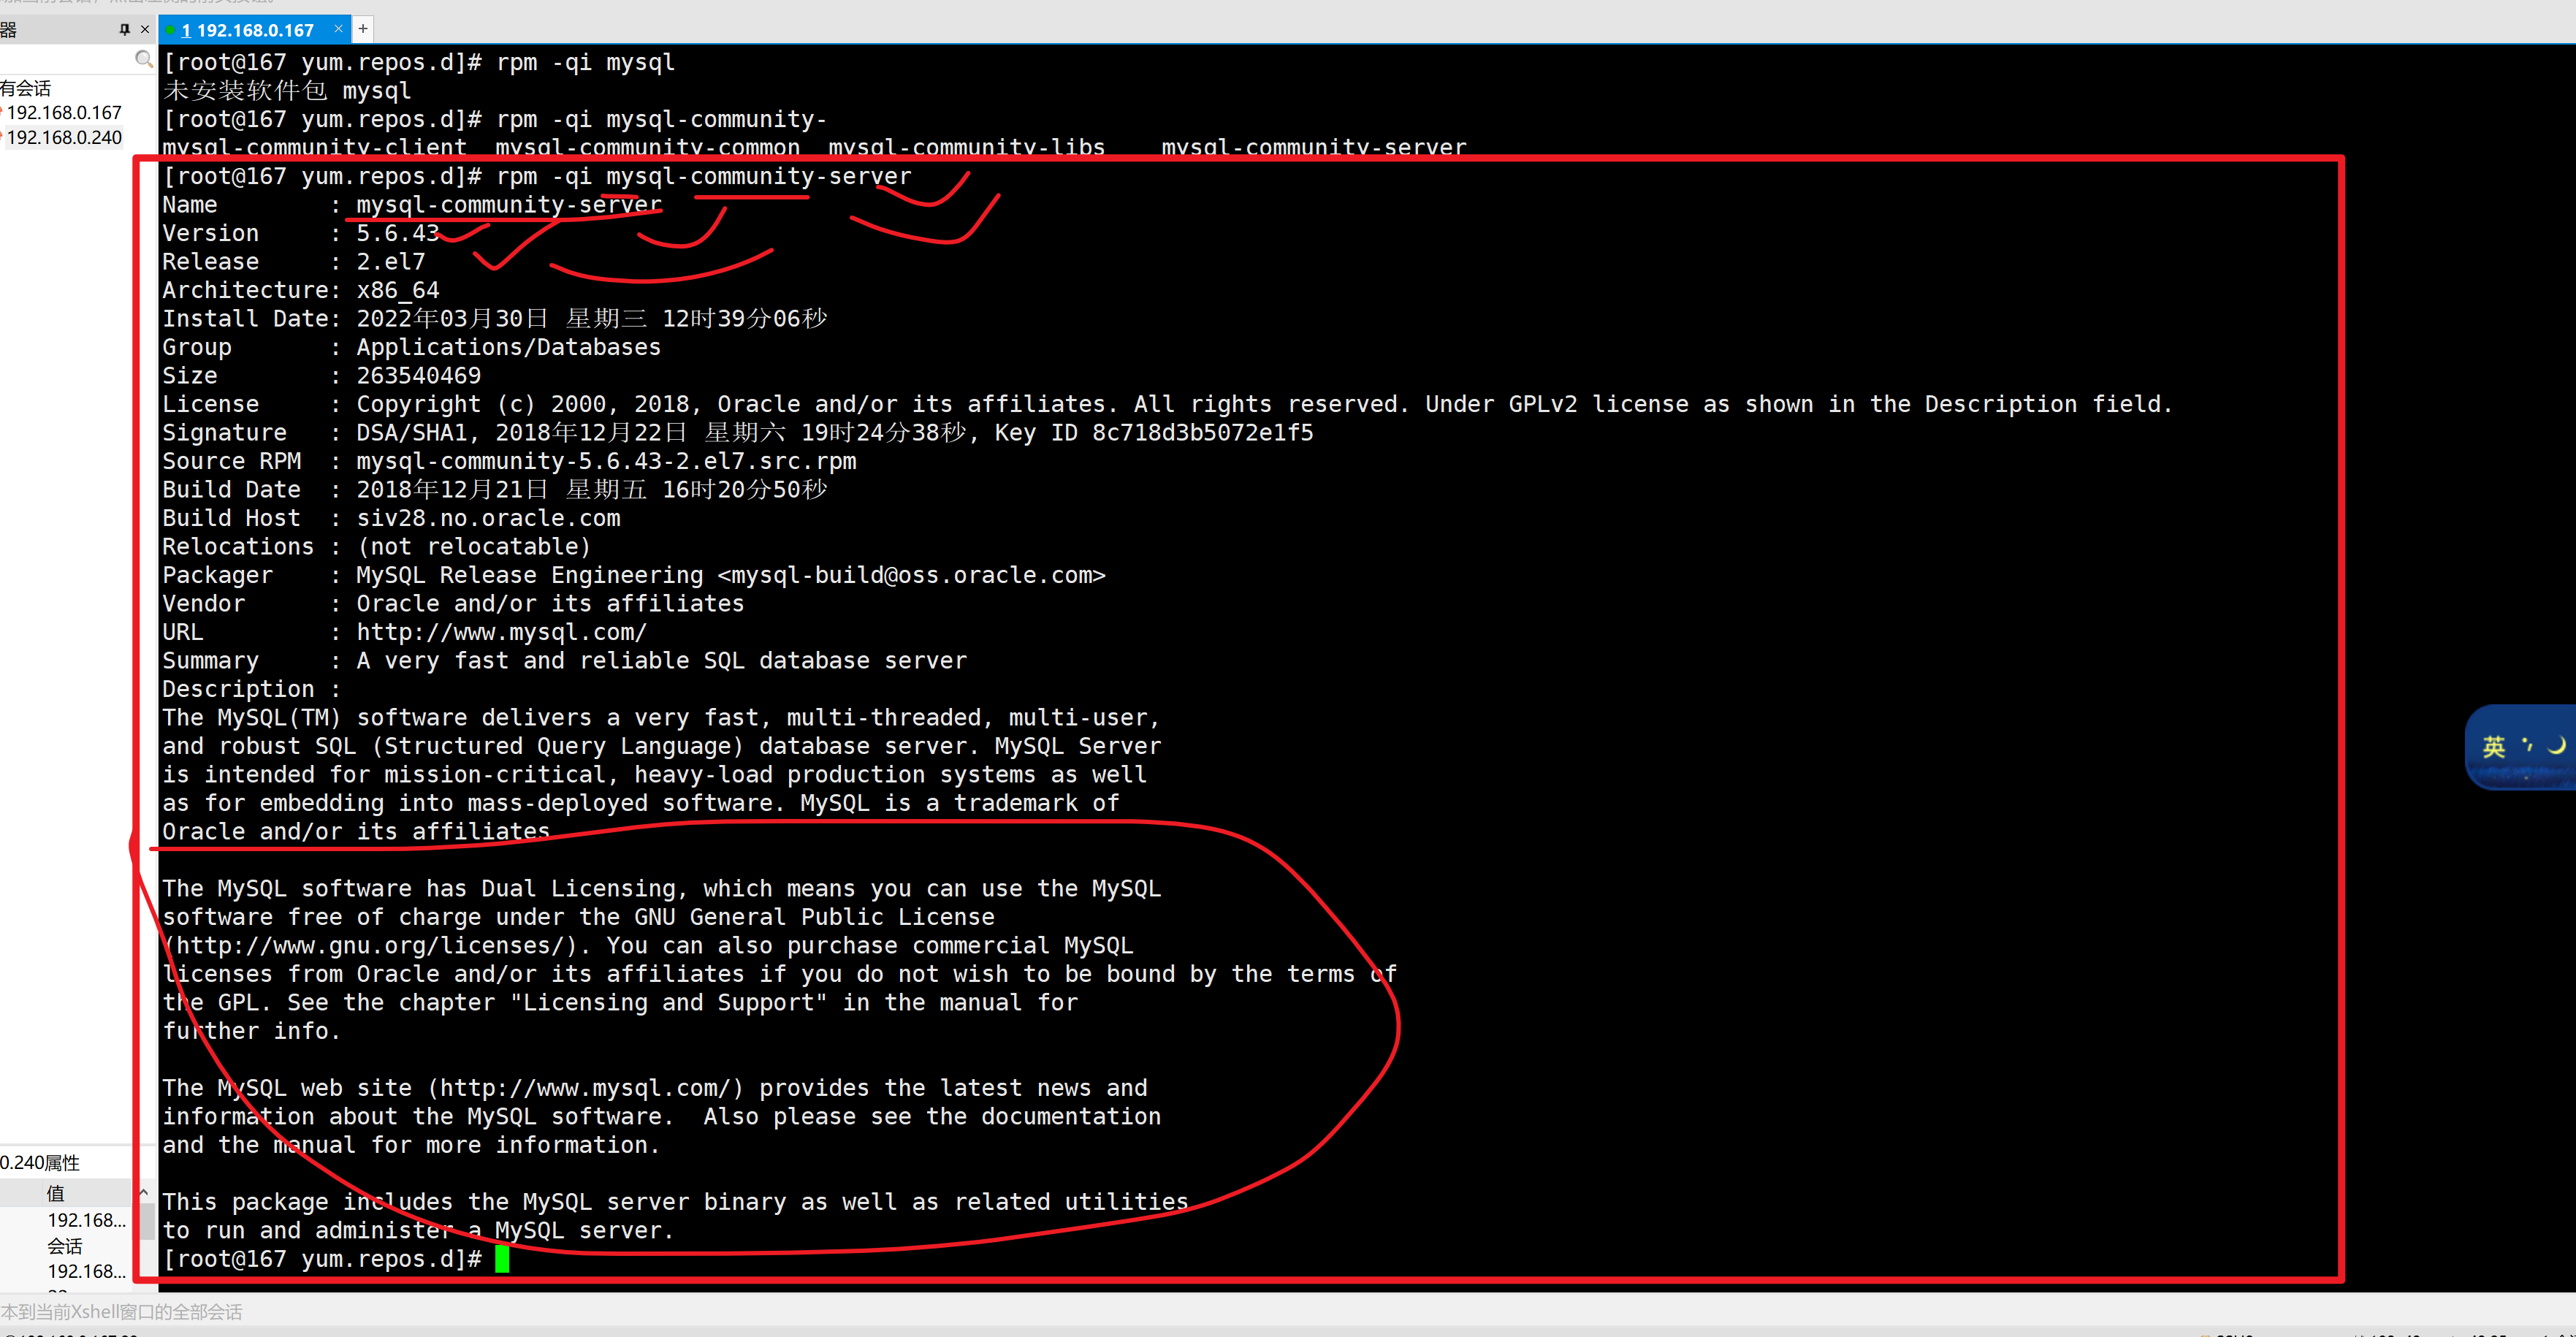 器
1 192.168.0.167
+
有会话
192.168.0.167
192.168.0.240
[root@167 yum.repos.d]# rpm -qi mysql
未安装软件包 mysql
[root@167 yum.repos.d]# rpm -qi mysql-community-
mysql-community-client mysql-community-common mysql-community-libs mysql-community-server
[root@167 yum.repos.d]# rpm -qi mysql-community-server
Name : mysql-community-server
Version : 5.6.43
Release : 2.el7
Architecture: x86_64
Install Date: 2022年03月30日 星期三 12时39分06秒
Group : Applications/Databases
Size : 263540469
License : Copyright (c) 2000, 2018, Oracle and/or its affiliates. All rights reserved. Under GPLv2 license as shown in the Description field.
Signature : DSA/SHA1, 2018年12月22日 星期六 19时24分38秒, Key ID 8c718d3b5072e1f5
Source RPM : mysql-community-5.6.43-2.el7.src.rpm
Build Date : 2018年12月21日 星期五 16时20分50秒
Build Host : siv28.no.oracle.com
Relocations : (not relocatable)
Packager : MySQL Release Engineering <mysql-build@oss.oracle.com>
Vendor : Oracle and/or its affiliates
URL : http://www.mysql.com/
Summary : A very fast and reliable SQL database server
Description :
The MySQL(TM) software delivers a very fast, multi-threaded, multi-user,
and robust SQL (Structured Query Language) database server. MySQL Server
is intended for mission-critical, heavy-load production systems as well
as for embedding into mass-deployed software. MySQL is a trademark of
Oracle and/or its affiliates
The MySQL software has Dual Licensing, which means you can use the MySQL
software free of charge under the GNU General Public License
(http://www.gnu.org/licenses/). You can also purchase commercial MySQL
licenses from Oracle and/or its affiliates if you do not wish to be bound by the terms of
the GPL. See the chapter "Licensing and Support" in the manual for
further info.
The MySQL web site (http://www.mysql.com/) provides the latest news and
information about the MySQL software.  Also please see the documentation
and the manual for more information.
This package includes the MySQL server binary as well as related utilities
to run and administer a MySQL server.
[root@167 yum.repos.d]#
0.240属性
值
192.168...
会话
192.168...
英
本到当前Xshell窗口的全部会话